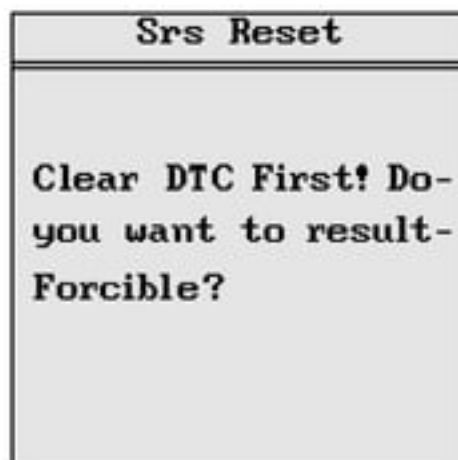 Srs Reset
Clear DTC First! Do-
you want to result-
Forcible?